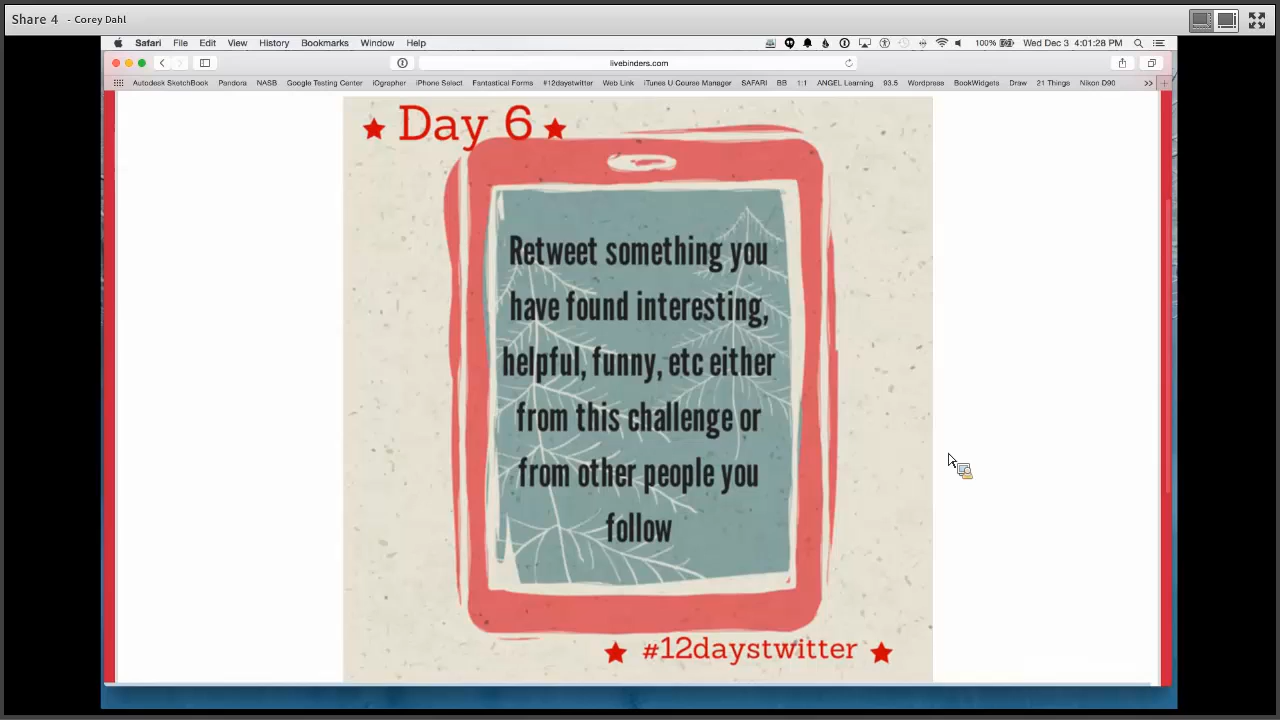 Share 4 - Corey Dahl
Safari File Edit View History Bookmarks Window Help 100% Wed Dec 3 4:01:28 PM
livebinders.com
Autodesk SketchBook Pandora NASB Google Testing Center iOgrepher iPhone Select Fantastical Forms #12daystwitter Web Link iTunes U Course Manager SAFARI BB 1:1 ANGEL Learning 93.5 Wordpress BookWidgets Draw 21 Things Nikon D90 >>
Day 6
Retweet something you
have found interesting,
helpful, funny, etc either
from this challenge or
from other people you
follow
#12daystwitter